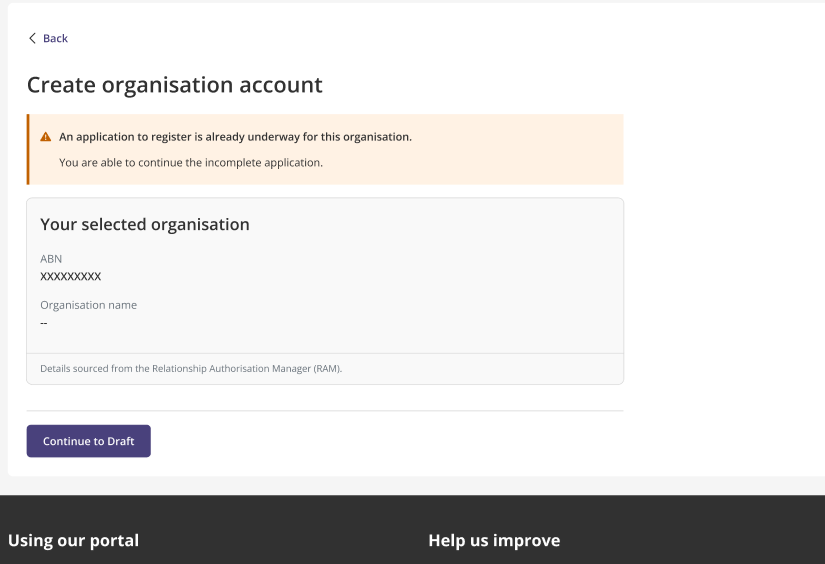 Back
Create organisation account
An application to register is already underway for this organisation.
You are able to continue the incomplete application.
Your selected organisation
ABN
XXXXXXXXX
Organisation name
--
Details sourced from the Relationship Authorisation Manager (RAM).
Continue to Draft
Using our portal
Help us improve